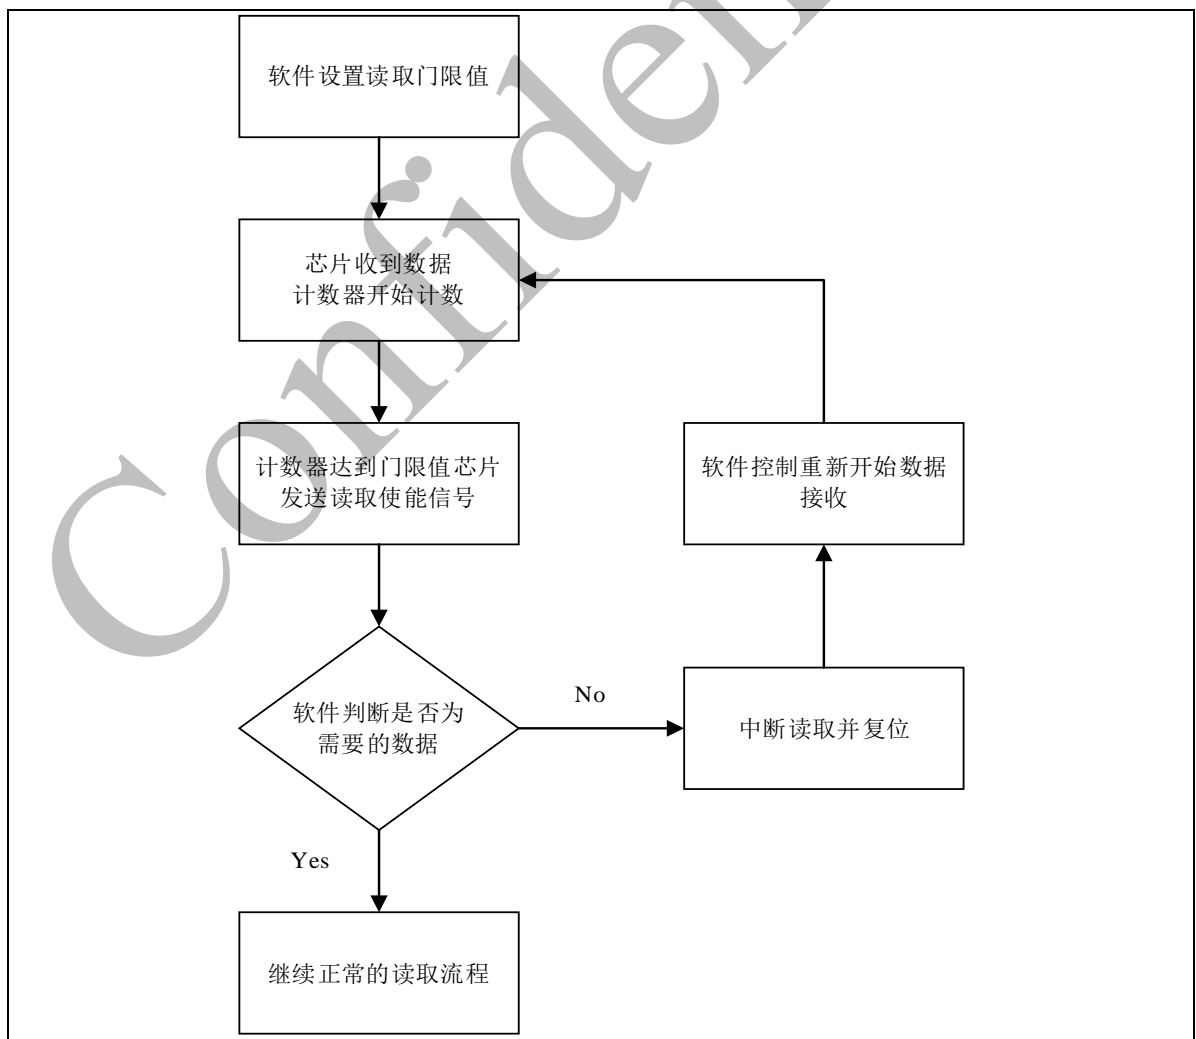 软件设置读取门限值
芯片收到数据
计数器开始计数
计数器达到门限值芯片
发送读取使能信号
软件控制重新开始数据
接收
软件判断是否为
需要的数据
No
中断读取并复位
Yes
继续正常的读取流程
Confiden